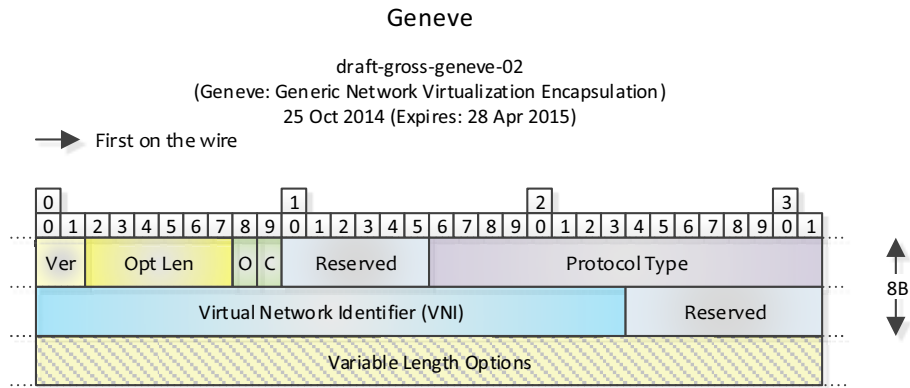 Geneve
draft-gross-geneve-02
(Geneve: Generic Network Virtualization Encapsulation)
25 Oct 2014 (Expires: 28 Apr 2015)
First on the wire
0 1 2 3
0 1 2 3 4 5 6 7 8 9 0 1 2 3 4 5 6 7 8 9 0 1 2 3 4 5 6 7 8 9 0 1
Ver Opt Len O C Reserved Protocol Type
8B
Virtual Network Identifier (VNI) Reserved
Variable Length Options